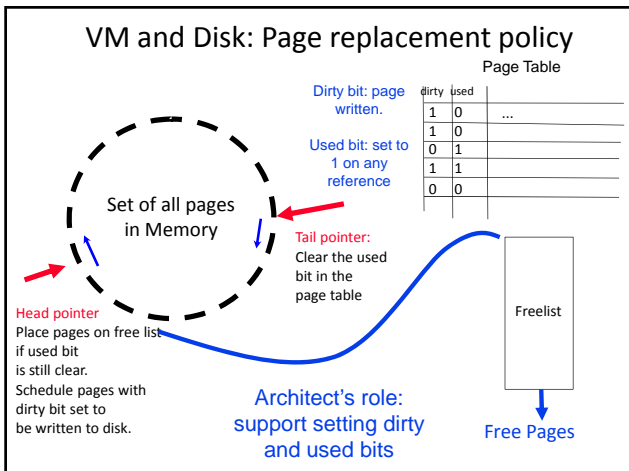 VM and Disk: Page replacement policy
Page Table
Dirty bit: page
written.
Used bit: set to
1 on any
reference
dirty used
1 0 ...
1 0
0 1
1 1
0 0
Set of all pages
in Memory
Tail pointer:
Clear the used
bit in the
page table
Head pointer
Place pages on free list
if used bit
is still clear.
Schedule pages with
dirty bit set to
be written to disk.
Freelist
Architect's role:
support setting dirty
and used bits
Free Pages